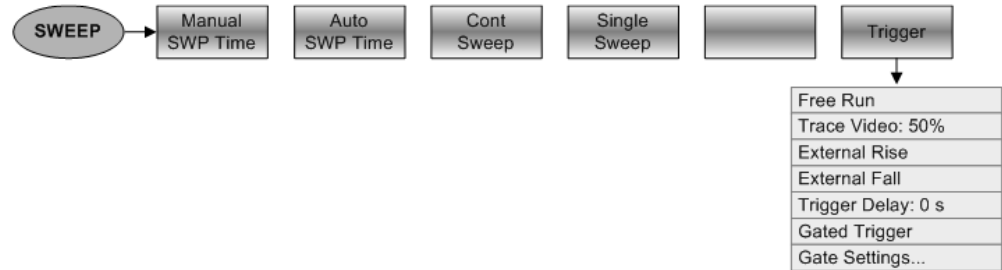 SWEEP
Manual
SWP Time
Auto
SWP Time
Cont
Sweep
Single
Sweep
Trigger
Free Run
Trace Video: 50%
External Rise
External Fall
Trigger Delay: 0 s
Gated Trigger
Gate Settings...